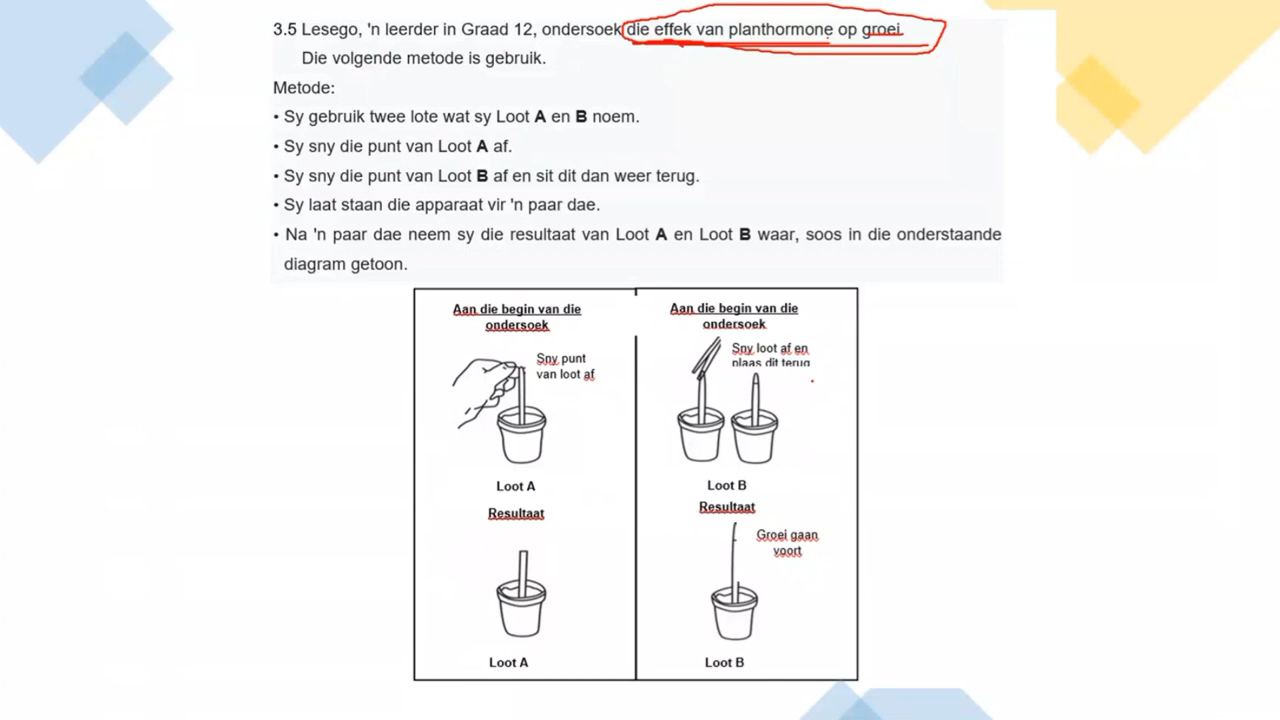 3.5 Lesego, 'n leerder in Graad 12, ondersoek die effek van planthormone op groei.
Die volgende metode is gebruik.
Metode:
• Sy gebruik twee lote wat sy Loot A en B noem.
• Sy sny die punt van Loot A af.
• Sy sny die punt van Loot B af en sit dit dan weer terug.
• Sy laat staan die apparaat vir 'n paar dae.
• Na 'n paar dae neem sy die resultaat van Loot A en Loot B waar, soos in die onderstaande
diagram getoon.
Aan die begin van die
ondersoek
Sny punt
van loot af
Loot A
Resultaat
Loot A
Aan die begin van die
ondersoek
Sny loot af en
plaas dit terug
Loot B
Resultaat
Groei gaan
voort
Loot B